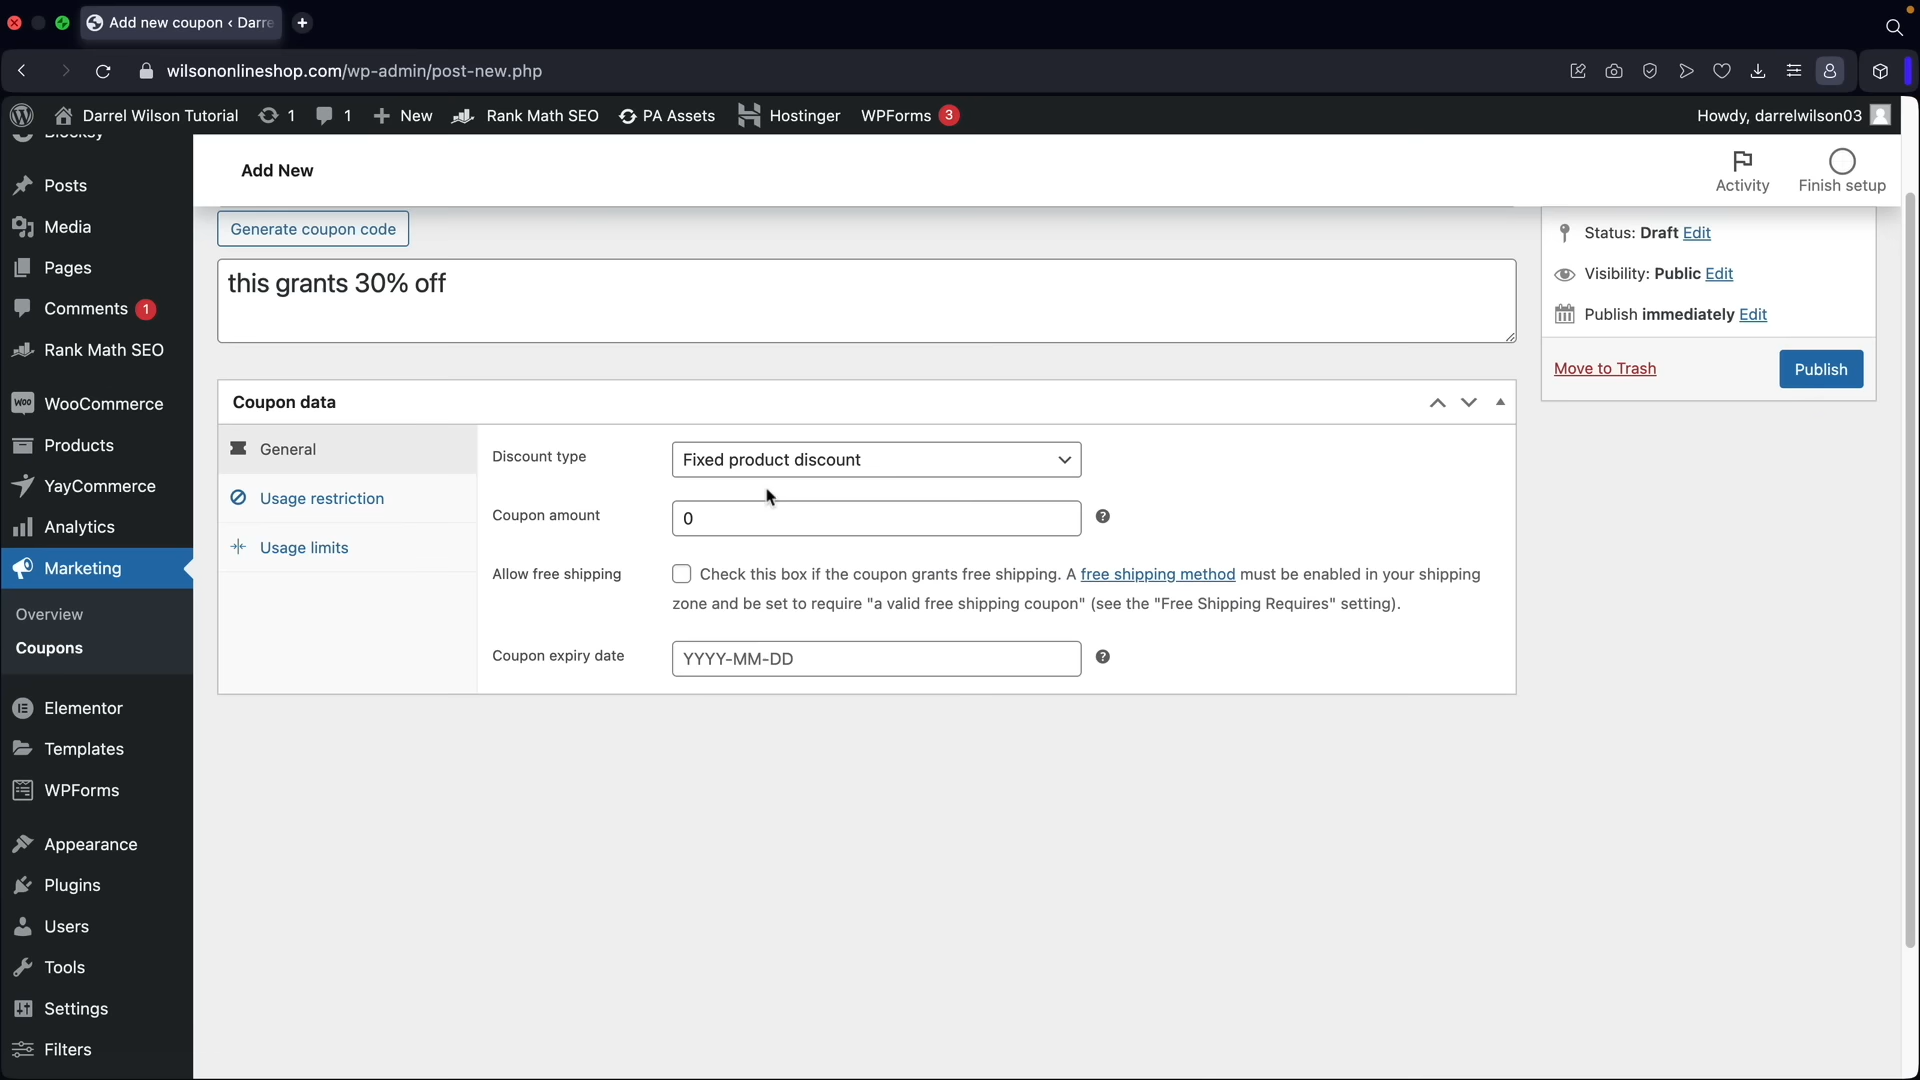 Add new coupon ‹ Darre
wilsononlineshop.com/wp-admin/post-new.php
Darrel Wilson Tutorial
1
1
New
Rank Math SEO
PA Assets
Hostinger
WPForms 3
Howdy, darrelwilson03
Blocksy
Posts
Media
Pages
Comments 1
Rank Math SEO
WOO WooCommerce
Products
YayCommerce
Analytics
Marketing
Overview
Coupons
Elementor
Templates
WPForms
Appearance
Plugins
Users
Tools
Settings
Filters
Add New
Activity
Finish setup
Generate coupon code
this grants 30% off
Status: Draft Edit
Visibility: Public Edit
Publish immediately Edit
Move to Trash
Publish
Coupon data
General
Usage restriction
Usage limits
Discount type
Fixed product discount
Coupon amount
0
Allow free shipping
Check this box if the coupon grants free shipping. A free shipping method must be enabled in your shipping
zone and be set to require "a valid free shipping coupon" (see the "Free Shipping Requires" setting).
Coupon expiry date
YYYY-MM-DD